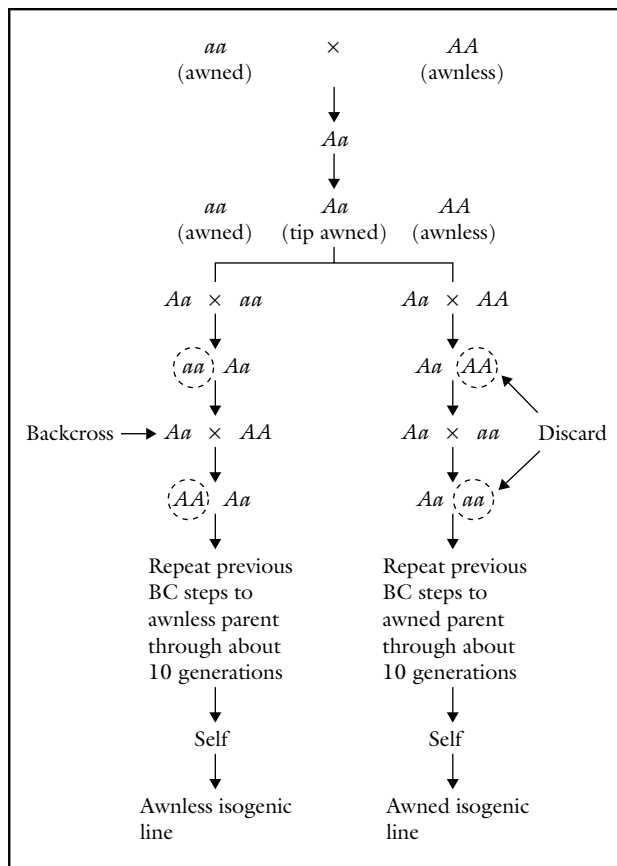 aa × AA
(awned) (awnless)
Aa
aa Aa AA
(awned) (tip awned) (awnless)
Aa × aa Aa × AA
aa Aa Aa AA
Backcross Aa × AA Aa × aa Discard
AA Aa Aa aa
Repeat previous
BC steps to
awnless parent
through about
10 generations
Repeat previous
BC steps to
awned parent
through about
10 generations
Self Self
Awnless isogenic
line
Awned isogenic
line